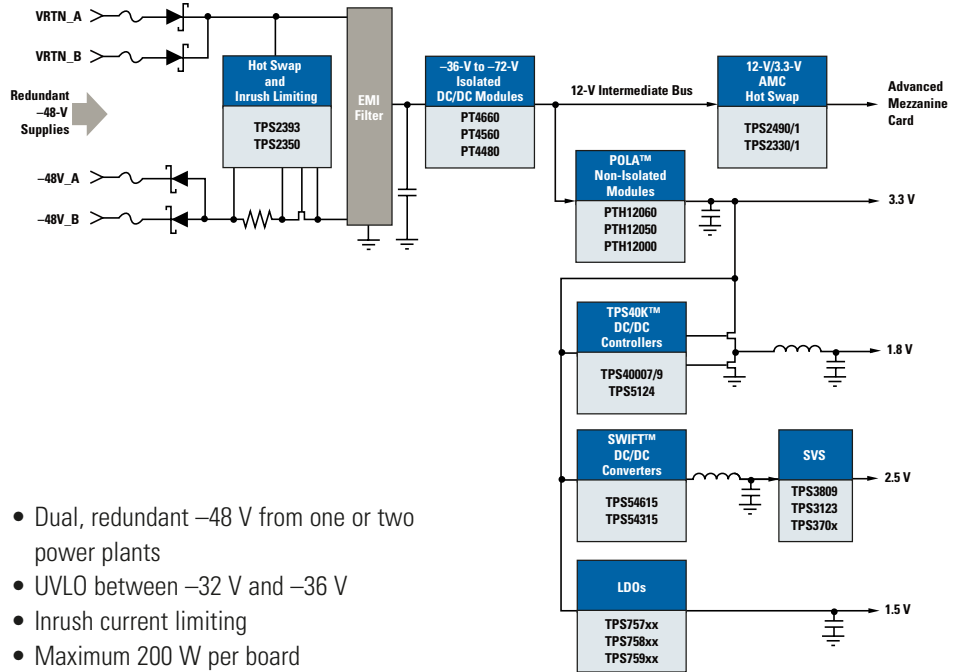 VRTN_A
VRTN_B
Redundant
–48-V
Supplies
–48V_A
–48V_B
Hot Swap
and
Inrush Limiting
TPS2393
TPS2350
EMI
Filter
–36-V to –72-V
Isolated
DC/DC Modules
PT4660
PT4560
PT4480
12-V Intermediate Bus
12-V/3.3-V
AMC
Hot Swap
TPS2490/1
TPS2330/1
Advanced
Mezzanine
Card
POLA™
Non-Isolated
Modules
PTH12060
PTH12050
PTH12000
3.3 V
TPS40K™
DC/DC
Controllers
TPS40007/9
TPS5124
1.8 V
SWIFT™
DC/DC
Converters
TPS54615
TPS54315
SVS
TPS3809
TPS3123
TPS370x
2.5 V
LDOs
TPS757xx
TPS758xx
TPS759xx
1.5 V
• Dual, redundant –48 V from one or two
power plants
• UVLO between –32 V and –36 V
• Inrush current limiting
• Maximum 200 W per board